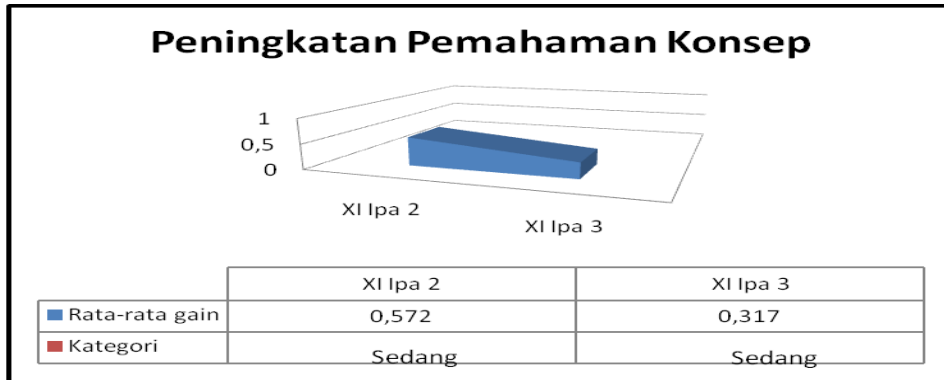 Peningkatan Pemahaman Konsep
1
0,5
0
XI Ipa 2
XI Ipa 3
XI Ipa 2 XI Ipa 3
Rata-rata gain 0,572 0,317
Kategori Sedang Sedang